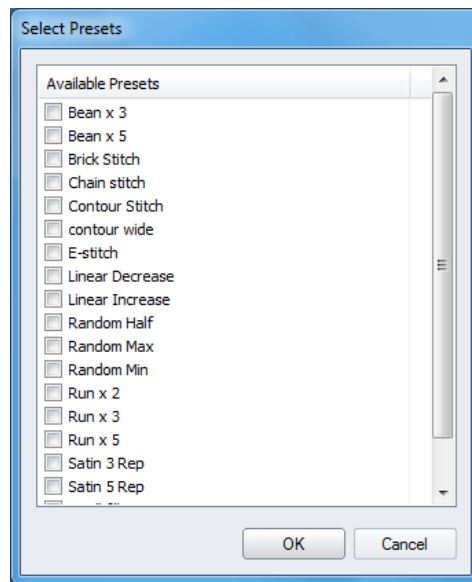 Select Presets
Available Presets
Bean x 3
Bean x 5
Brick Stitch
Chain stitch
Contour Stitch
contour wide
E-stitch
Linear Decrease
Linear Increase
Random Half
Random Max
Random Min
Run x 2
Run x 3
Run x 5
Satin 3 Rep
Satin 5 Rep
OK Cancel